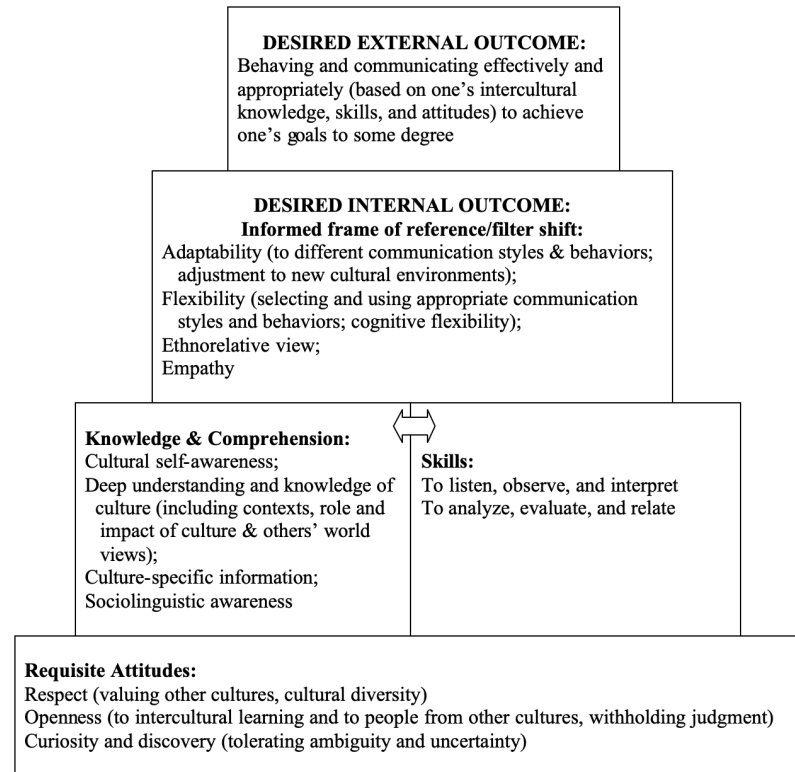 DESIRED EXTERNAL OUTCOME:
Behaving and communicating effectively and
appropriately (based on one’s intercultural
knowledge, skills, and attitudes) to achieve
one’s goals to some degree
DESIRED INTERNAL OUTCOME:
Informed frame of reference/filter shift:
Adaptability (to different communication styles & behaviors;
adjustment to new cultural environments);
Flexibility (selecting and using appropriate communication
styles and behaviors; cognitive flexibility);
Ethnorelative view;
Empathy
Knowledge & Comprehension:
Cultural self-awareness;
Deep understanding and knowledge of
culture (including contexts, role and
impact of culture & others’ world
views);
Culture-specific information;
Sociolinguistic awareness
Skills:
To listen, observe, and interpret
To analyze, evaluate, and relate
Requisite Attitudes:
Respect (valuing other cultures, cultural diversity)
Openness (to intercultural learning and to people from other cultures, withholding judgment)
Curiosity and discovery (tolerating ambiguity and uncertainty)